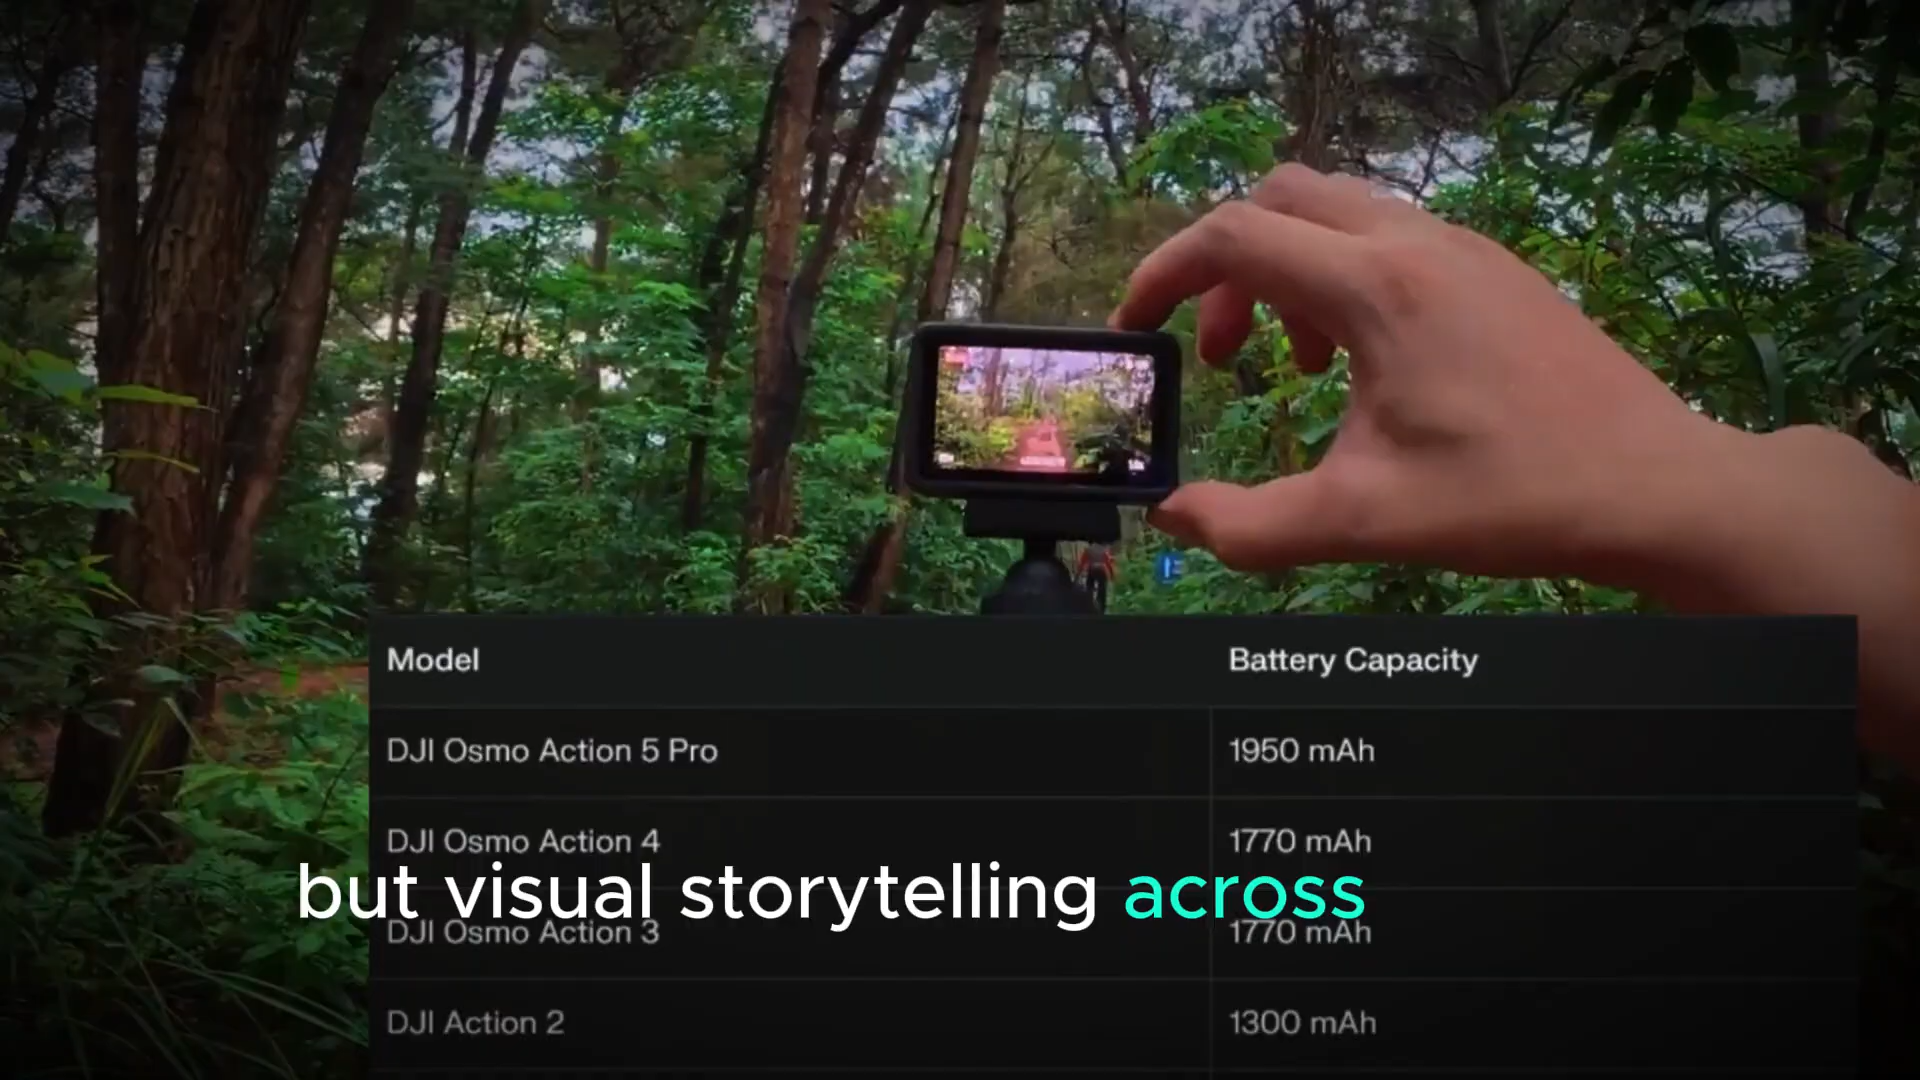 Model Battery Capacity
DJI Osmo Action 5 Pro 1950 mAh
DJI Osmo Action 4 1770 mAh
but visual storytelling across
DJI Osmo Action 3 1770 mAh
DJI Action 2 1300 mAh